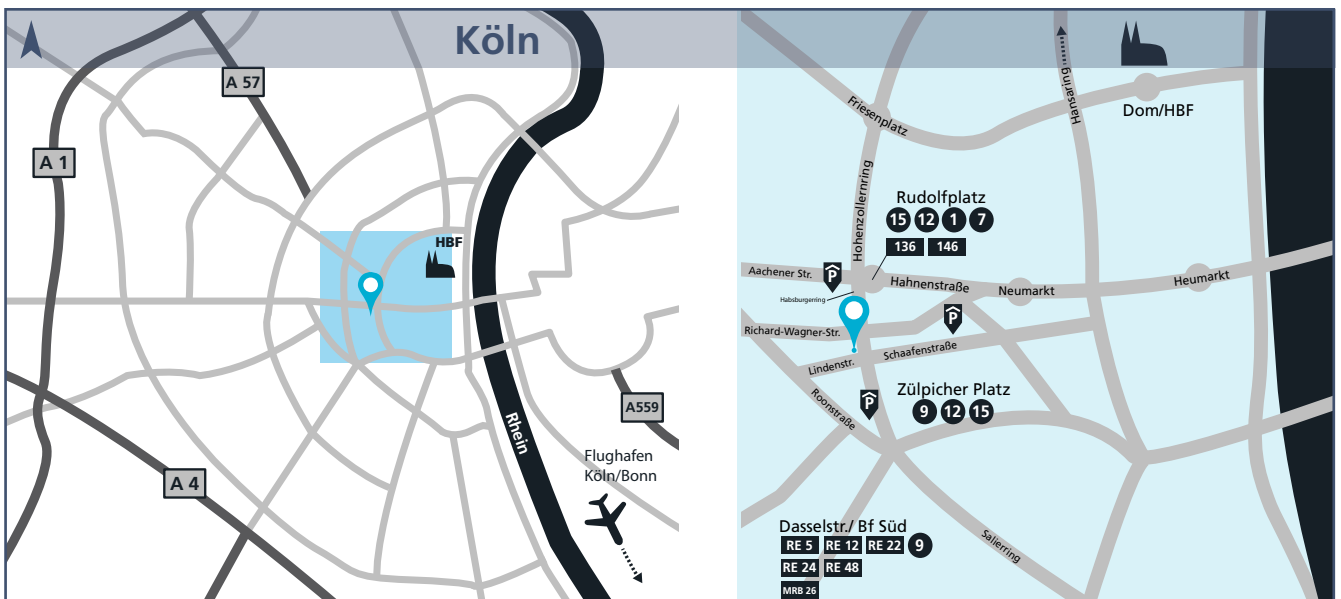 Köln
A 57
A 1
HBF
A559
Rhein
Flughafen
Köln/Bonn
A 4
Friesenplatz
Hansaring
Dom/HBF
Hohenzollernring
Rudolfplatz
15 12 1 7
136 146
Aachener Str.
P
Hahnenstraße
Neumarkt
Heumarkt
Habsburgerring
P
Richard-Wagner-Str.
Schaafenstraße
Lindenstr.
Roonstraße
P
Zülpicher Platz
9 12 15
Dasselstr./ Bf Süd
RE 5 RE 12 RE 22 9
RE 24 RE 48
MRB 26
Salierring